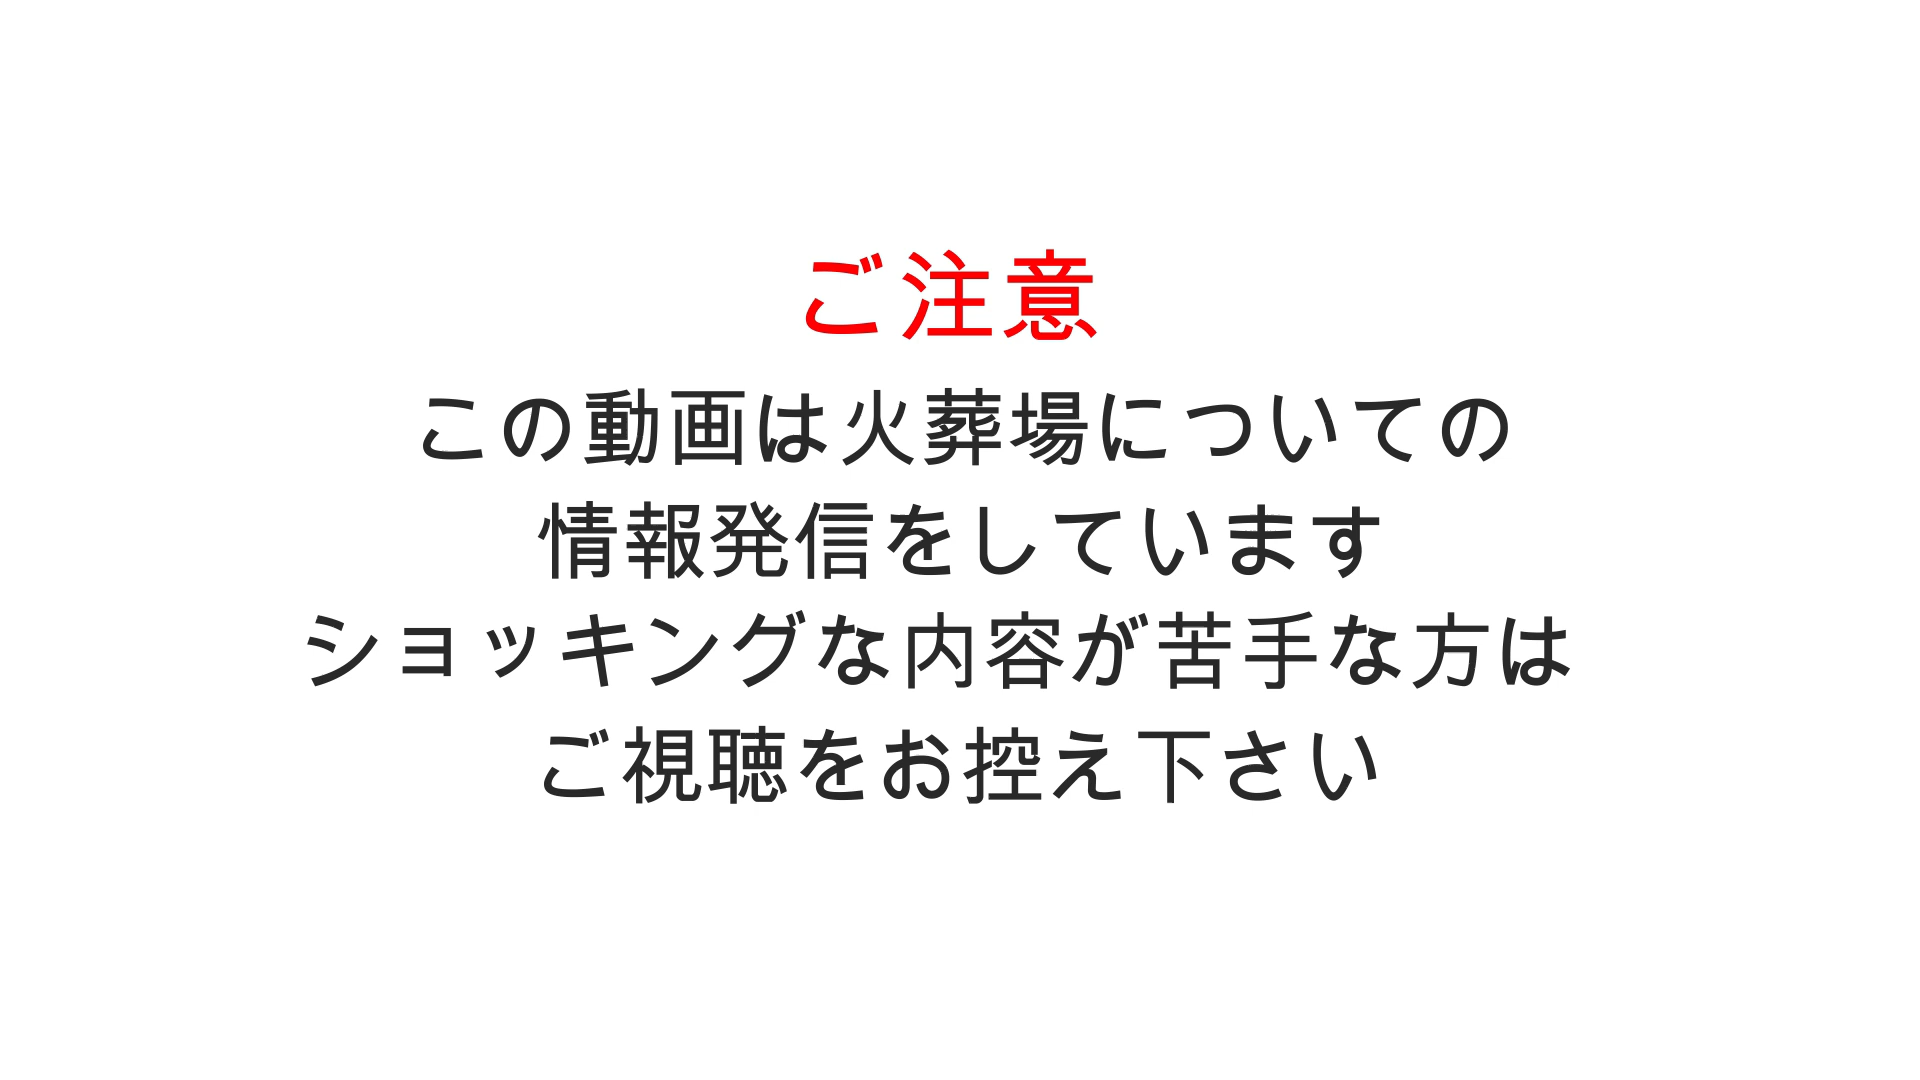 ご注意
この動画は火葬場についての
情報発信をしています
ショッキングな内容が苦手な方は
ご視聴をお控え下さい